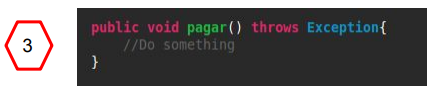 3
public void pagar() throws Exception{
//Do something
}